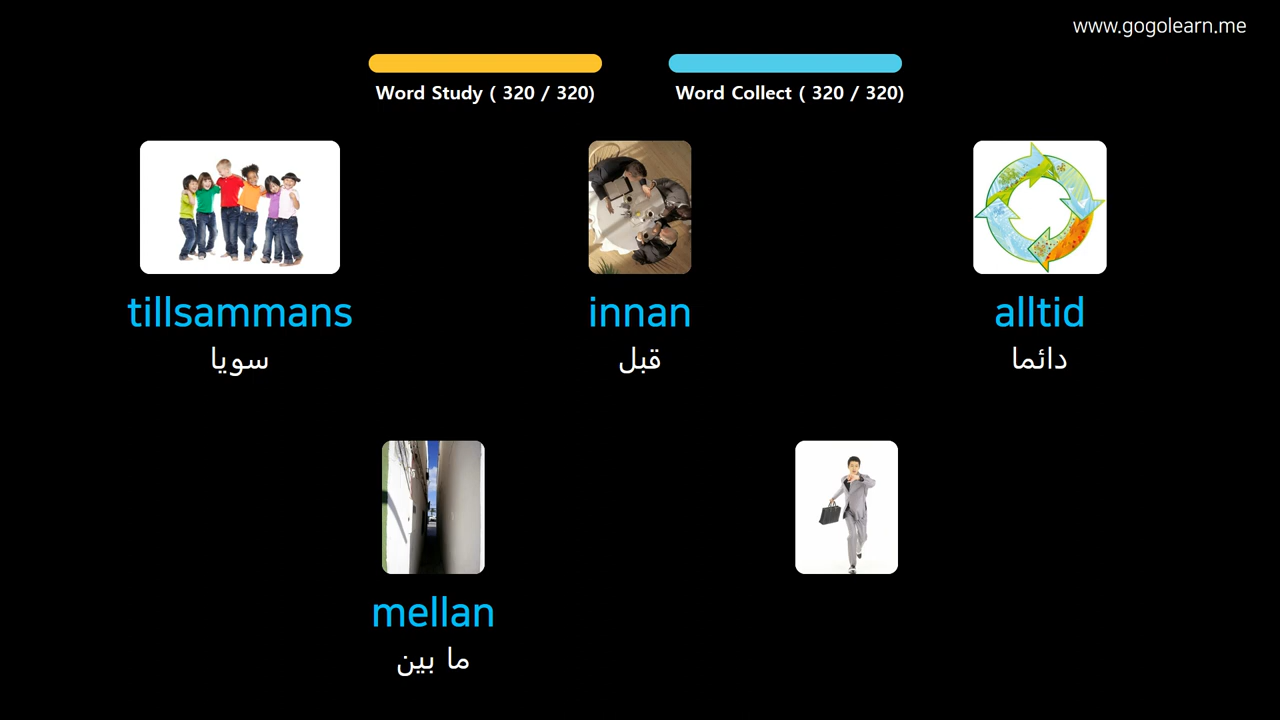 www.gogolearn.me
Word Study ( 320 / 320)
Word Collect ( 320 / 320)
tillsammans
innan
alltid
سويا
قبل
دائما
mellan
ما بين